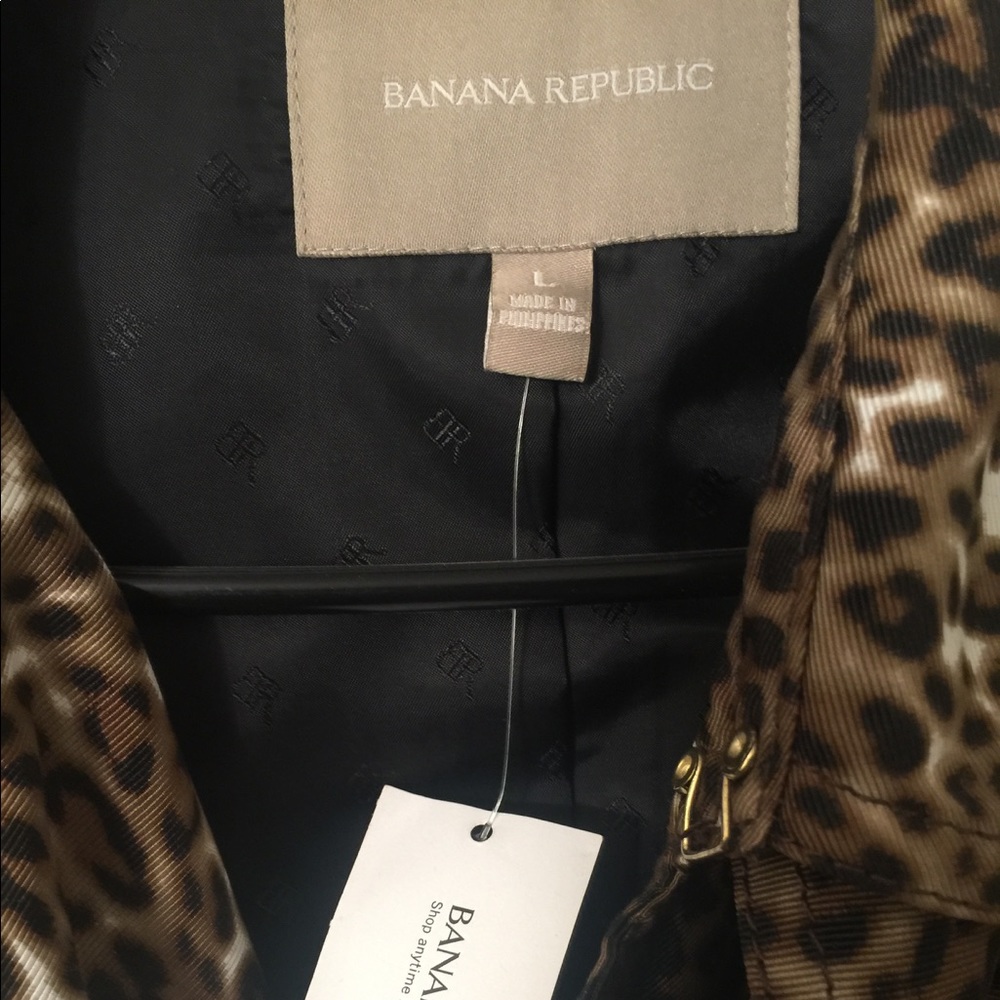 BANANA REPUBLIC
L
MADE IN
PHILIPPINES
BANA
Shop anytime